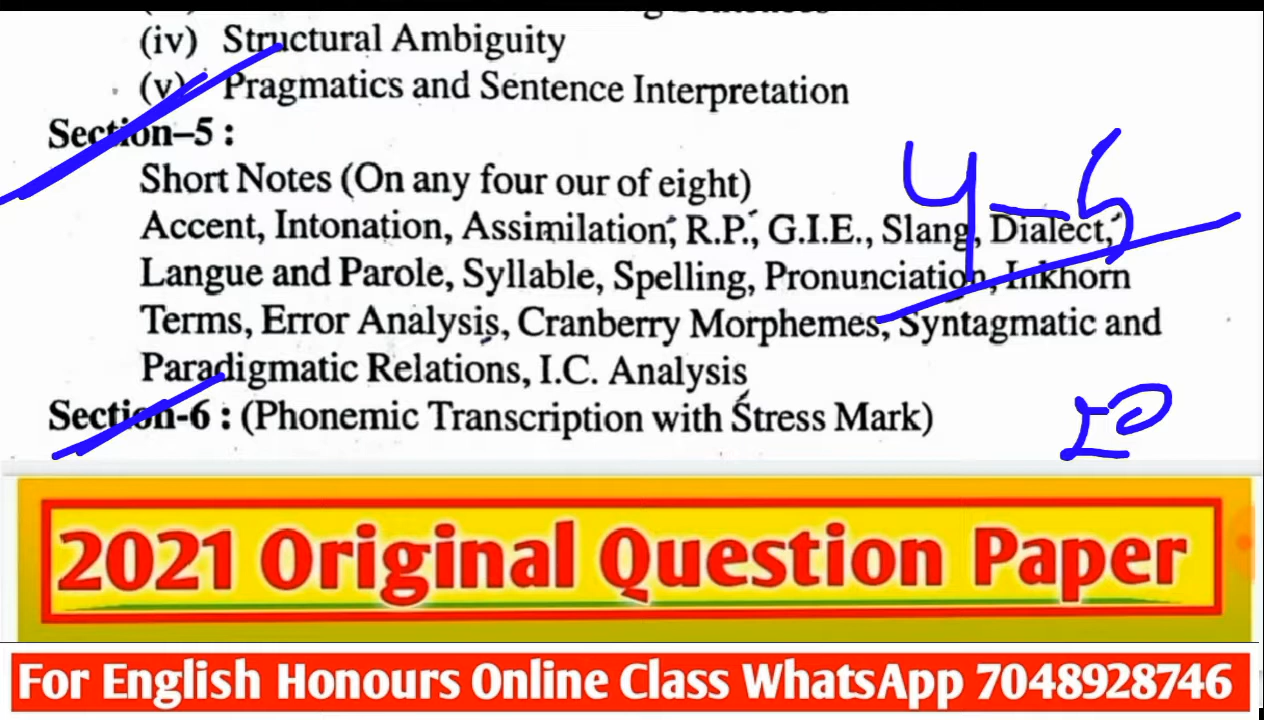 (iv) Structural Ambiguity
(v) Pragmatics and Sentence Interpretation
Section–5 :
Short Notes (On any four our of eight)
Accent, Intonation, Assimilation, R.P., G.I.E., Slang, Dialect,
Langue and Parole, Syllable, Spelling, Pronunciation, Inkhorn
Terms, Error Analysis, Cranberry Morphemes, Syntagmatic and
Paradigmatic Relations, I.C. Analysis
Section-6 : (Phonemic Transcription with Stress Mark)
4–5
2021 Original Question Paper
For English Honours Online Class WhatsApp 7048928746